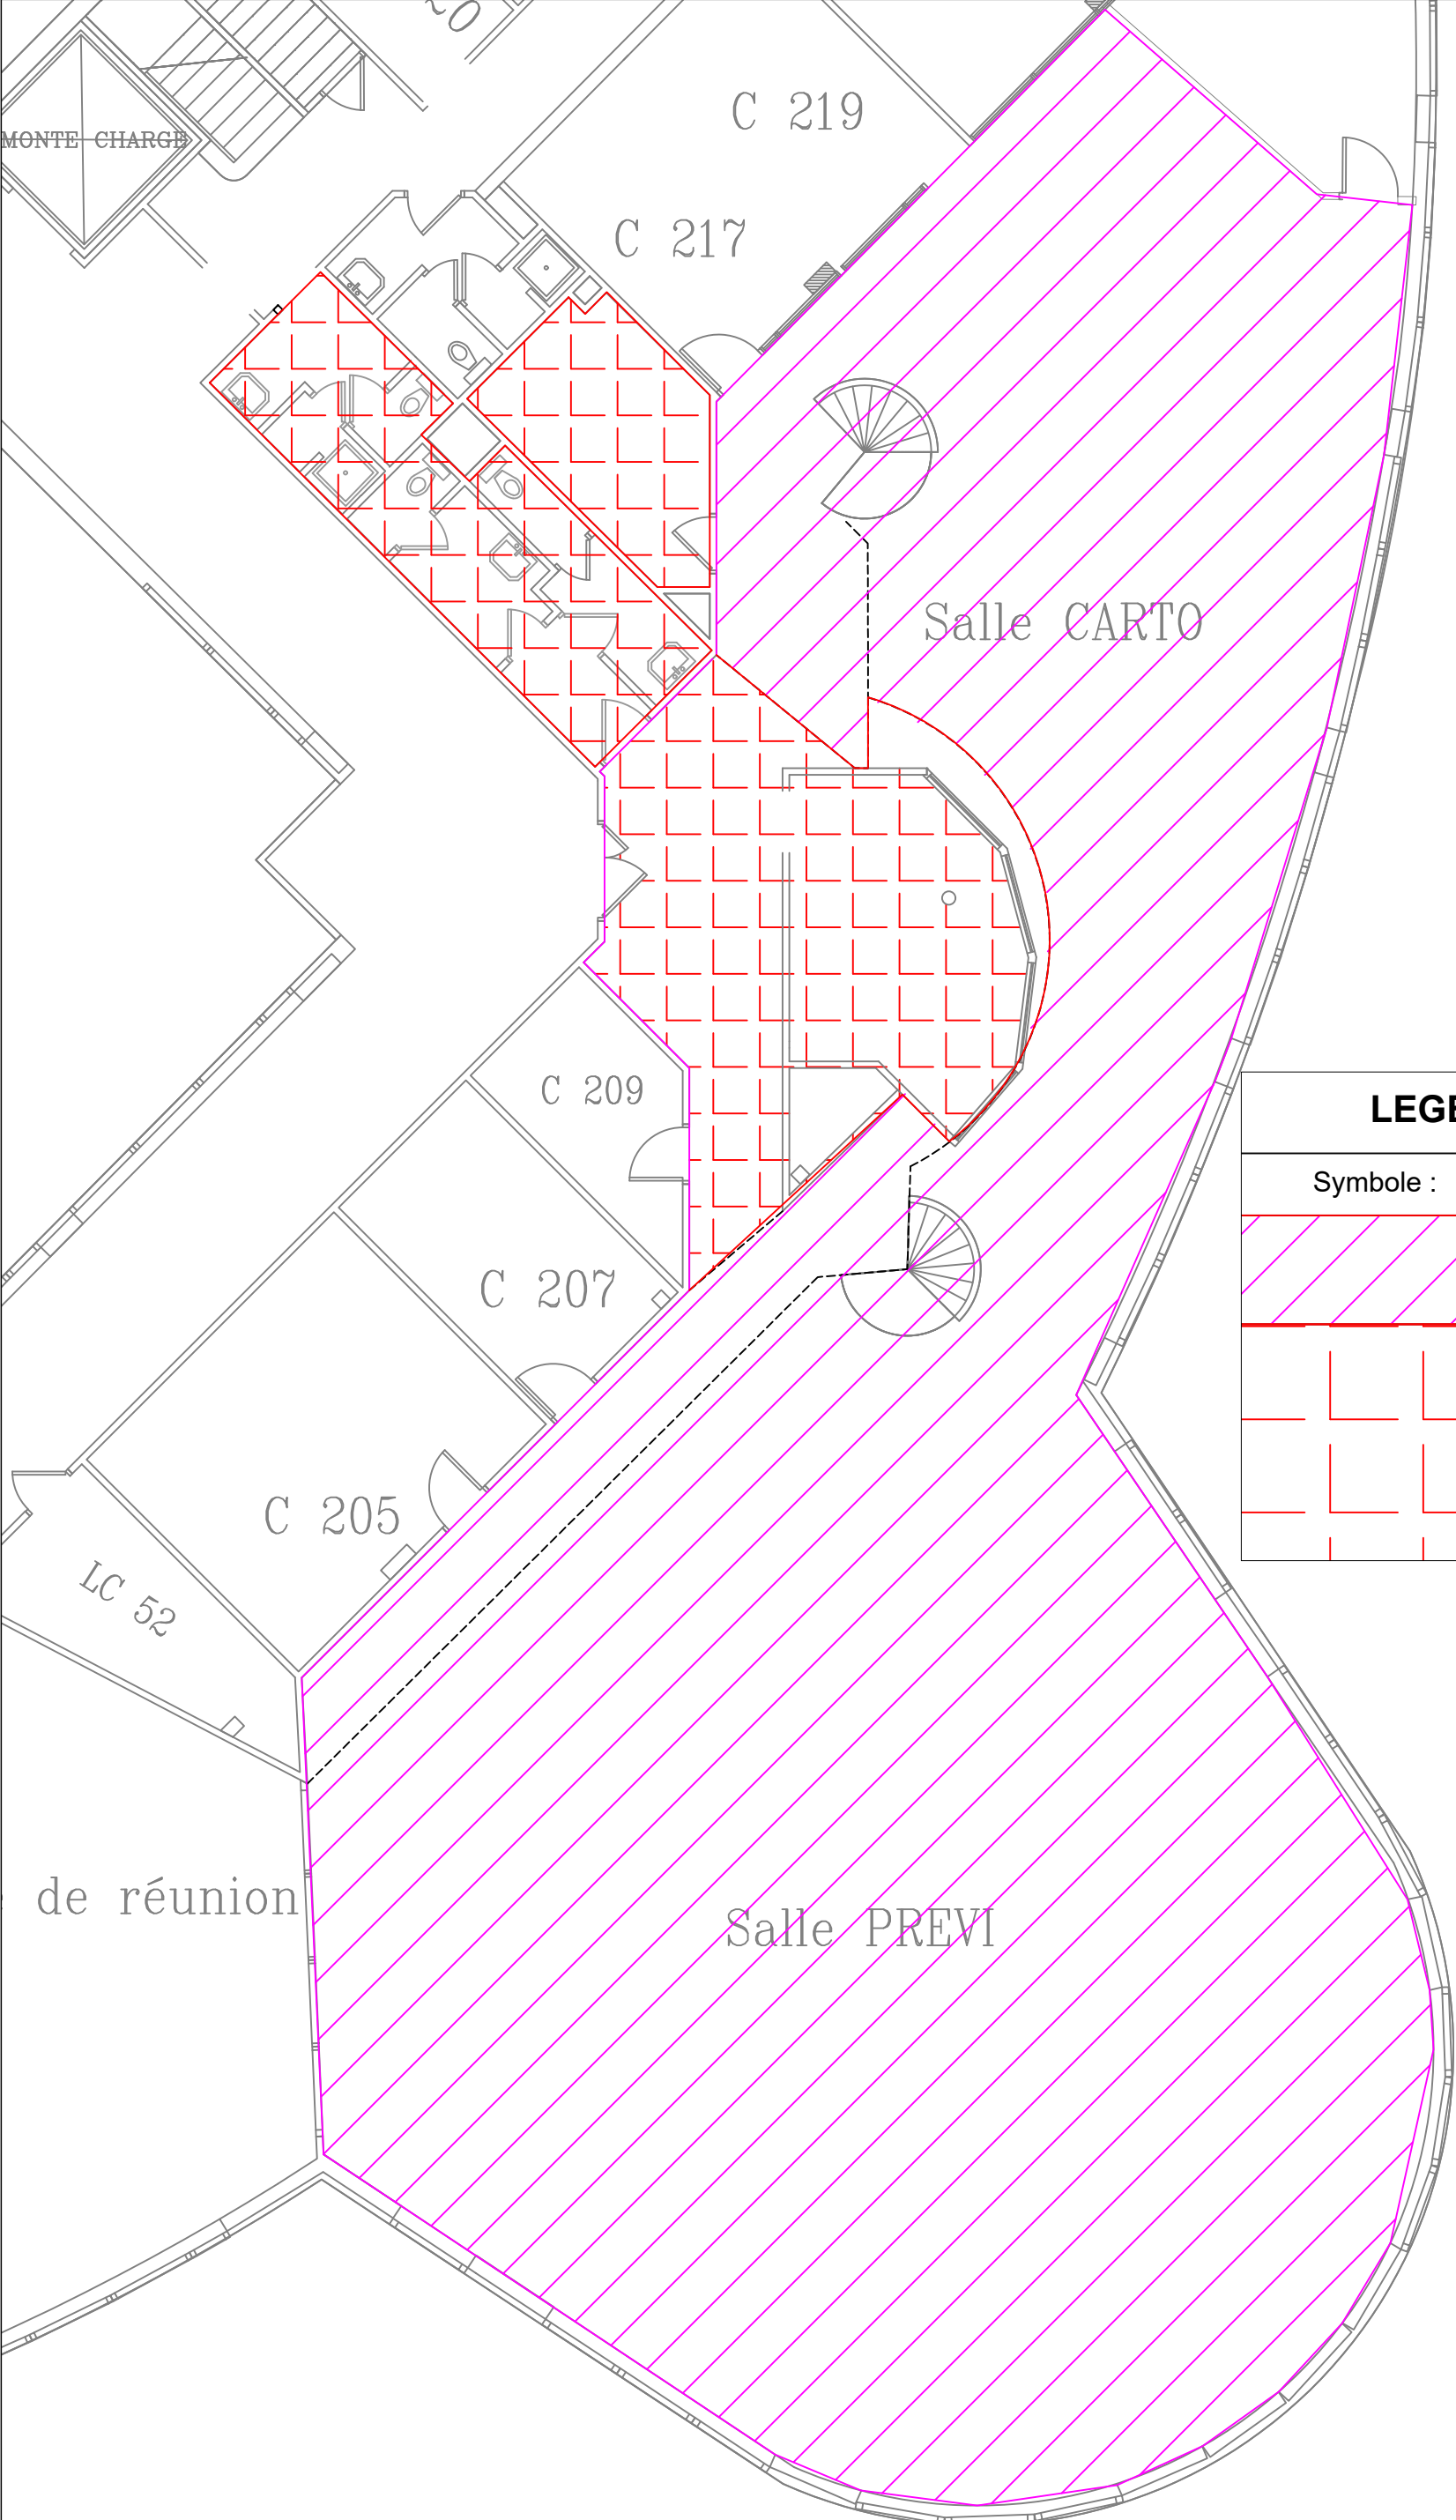 C 219
MONTE CHARGE
C 217
Salle CARTO
C 209
Symbole :
C 207
C 205
LC 52
de réunion
Salle PREVI